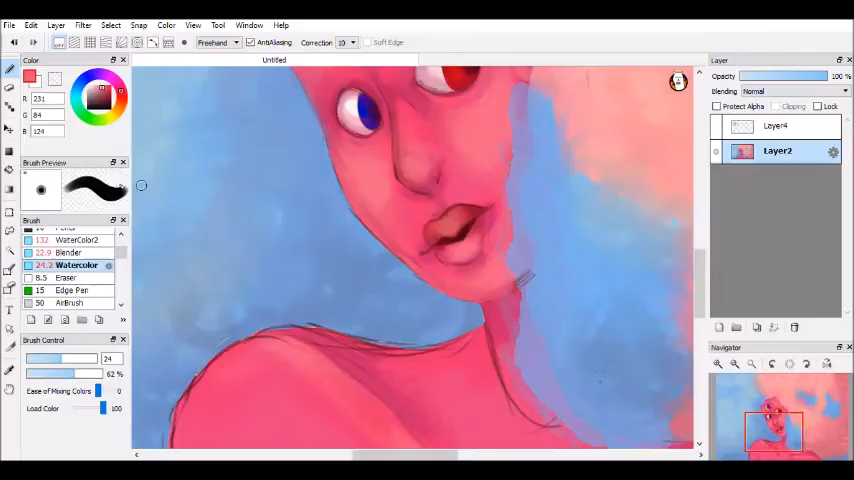 File Edit Layer Filter Select Snap Color View Tool Window Help
Freehand AntiAliasing Correction 10 Soft Edge
Color
Untitled
Layer
R 231
G 84
B 124
Opacity 100
Blending Normal
Protect Alpha Clipping Lock
Layer4
Layer2
Brush Preview
Brush
132 WaterColor2
22.9 Blender
24.2 Watercolor
8.5 Eraser
15 Edge Pen
50 AirBrush
Brush Control
24
62 %
Ease of Mixing Colors 0
Load Color 100
Navigator